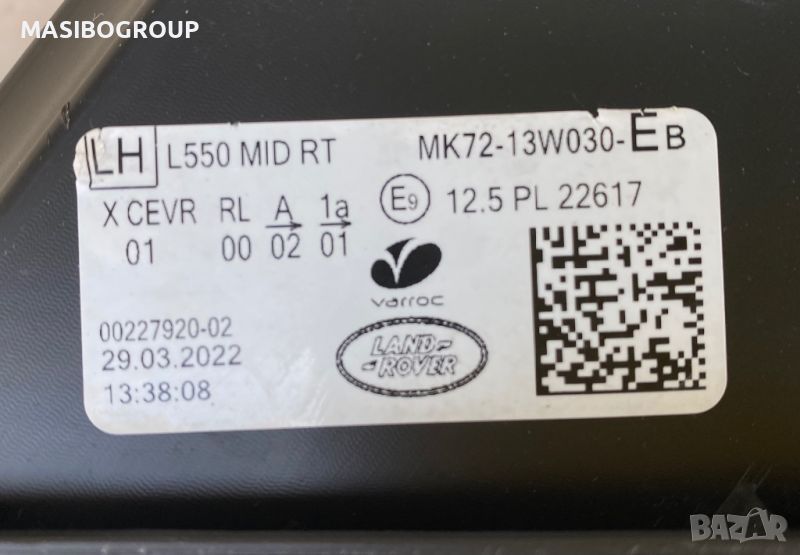 MASIBOGROUP
LH L550 MID RT MK72-13W030-EB
X CEVR RL A 1a E9 12.5 PL 22617
01 00 02 01
varroc
00227920-02
29.03.2022
13:38:08
LAND-
-ROVER
BAZAR